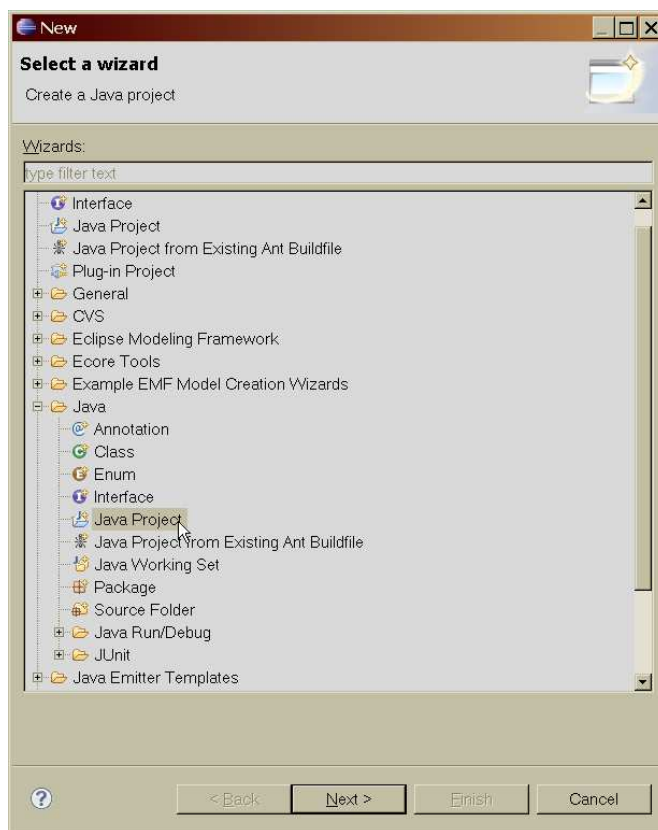 New
Select a wizard
Create a Java project
Wizards:
type filter text
Interface
Java Project
Java Project from Existing Ant Buildfile
Plug-in Project
General
CVS
Eclipse Modeling Framework
Ecore Tools
Example EMF Model Creation Wizards
Java
Annotation
Class
Enum
Interface
Java Project
Java Project from Existing Ant Buildfile
Java Working Set
Package
Source Folder
Java Run/Debug
JUnit
Java Emitter Templates
< Back Next > Finish Cancel